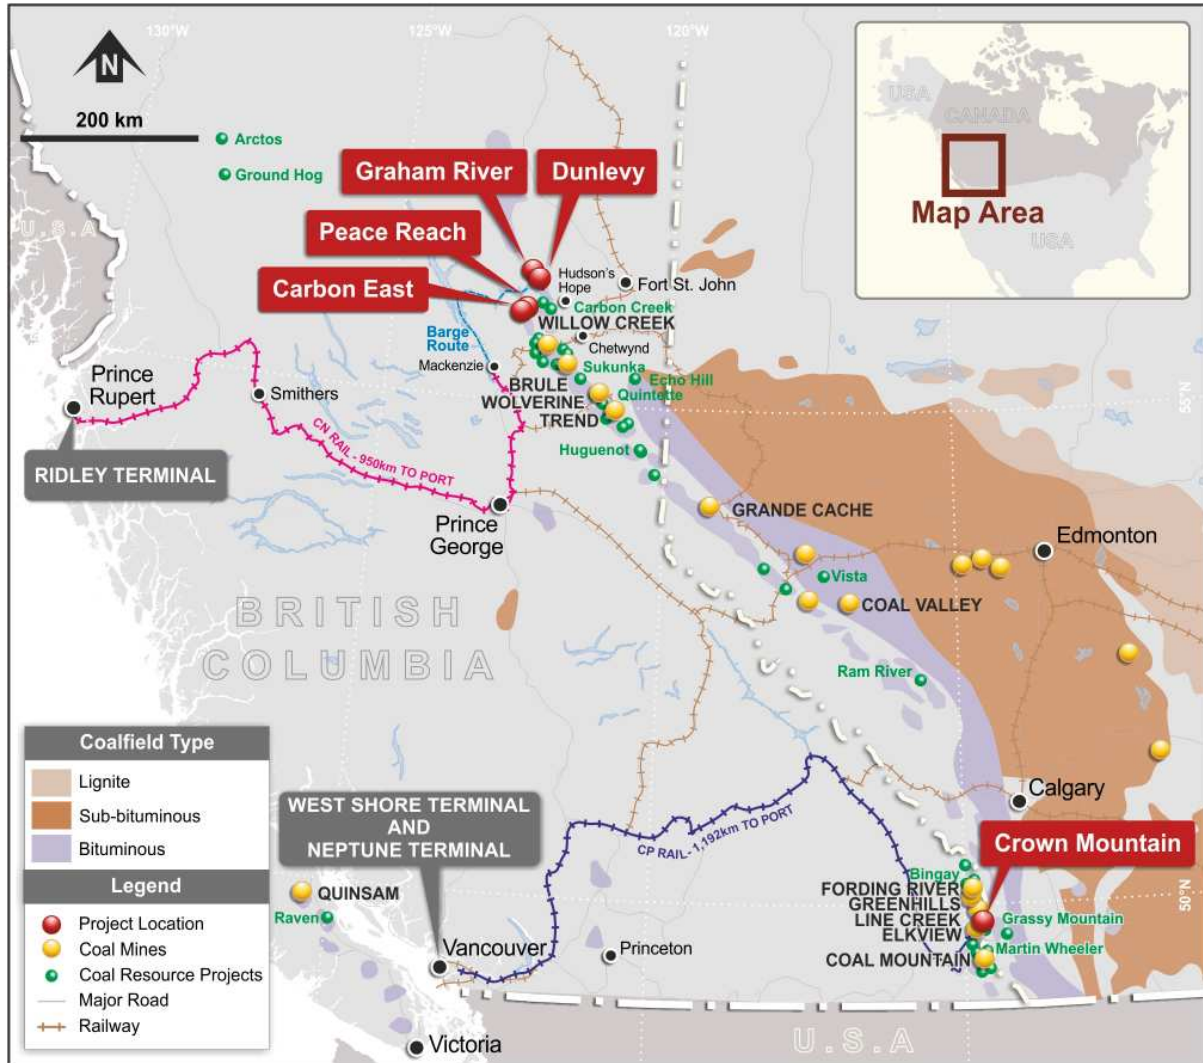 130°W
125°W
120°W
N
200 km
Arctos
Ground Hog
USA
CANADA
USA
Map Area
U.S.A
Graham River
Dunlevy
Peace Reach
Carbon East
Hudson's
Hope
Fort St. John
Carbon Creek
WILLOW CREEK
Barge
Route
Mackenzie
Chetwynd
Sukunka
Echo Hill
BRULE
Quintette
WOLVERINE
TREND
55°N
Prince
Rupert
Smithers
RIDLEY TERMINAL
CN RAIL - 950km TO PORT
Huguenot
Prince
George
GRANDE CACHE
Edmonton
Vista
COAL VALLEY
BRITISH
COLUMBIA
Ram River
Coalfield Type
Lignite
Sub-bituminous
Bituminous
Legend
Project Location
Coal Mines
Coal Resource Projects
Major Road
Railway
WEST SHORE TERMINAL
AND
NEPTUNE TERMINAL
CP RAIL - 1,192km TO PORT
Calgary
Crown Mountain
Bingay
FORDING RIVER
GREENHILLS
LINE CREEK
ELKVIEW
COAL MOUNTAIN
Grassy Mountain
Martin Wheeler
50°N
QUINSAM
Raven
Vancouver
Princeton
Victoria
U.S.A